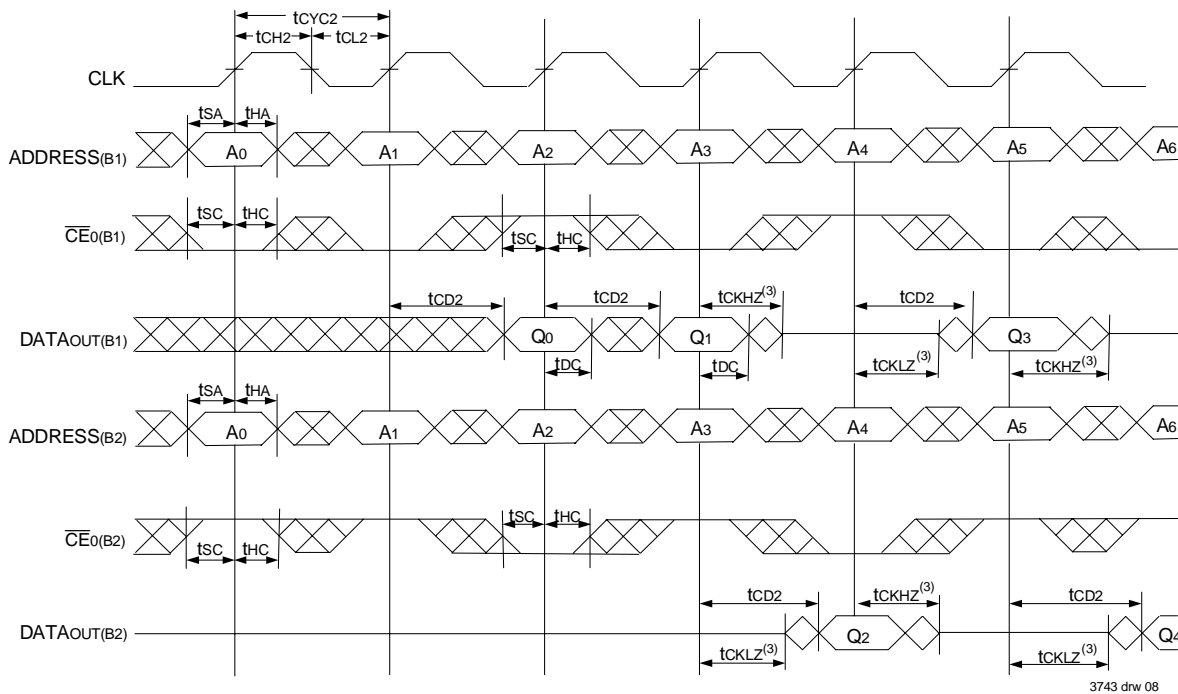 tCYC2
tCH2 tCL2
CLK
tSA tHA
ADDRESS(B1) A0 A1 A2 A3 A4 A5 A6
tSC tHC
CE0(B1)
tSC tHC
tCD2 tCD2 tCKHZ(3) tCD2
DATAOUT(B1) Q0 Q1 Q3
tDC tDC tCKLZ(3) tCKHZ(3)
tSA tHA
ADDRESS(B2) A0 A1 A2 A3 A4 A5 A6
tSC tHC
CE0(B2)
tSC tHC
tCD2 tCKHZ(3) tCD2
DATAOUT(B2) Q2 Q4
tCKLZ(3) tCKLZ(3)
3743 drw 08